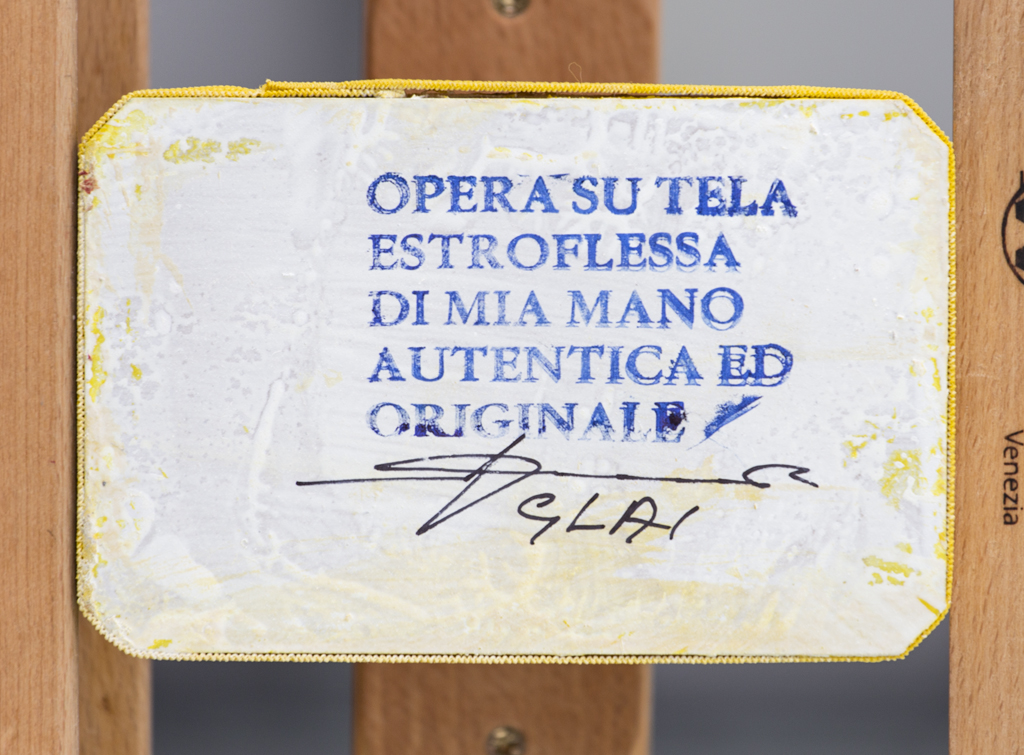 OPERA SU TELA
ESTROFLESSA
DI MIA MANO
AUTENTICA ED
ORIGINALE
GLAI
Venezia